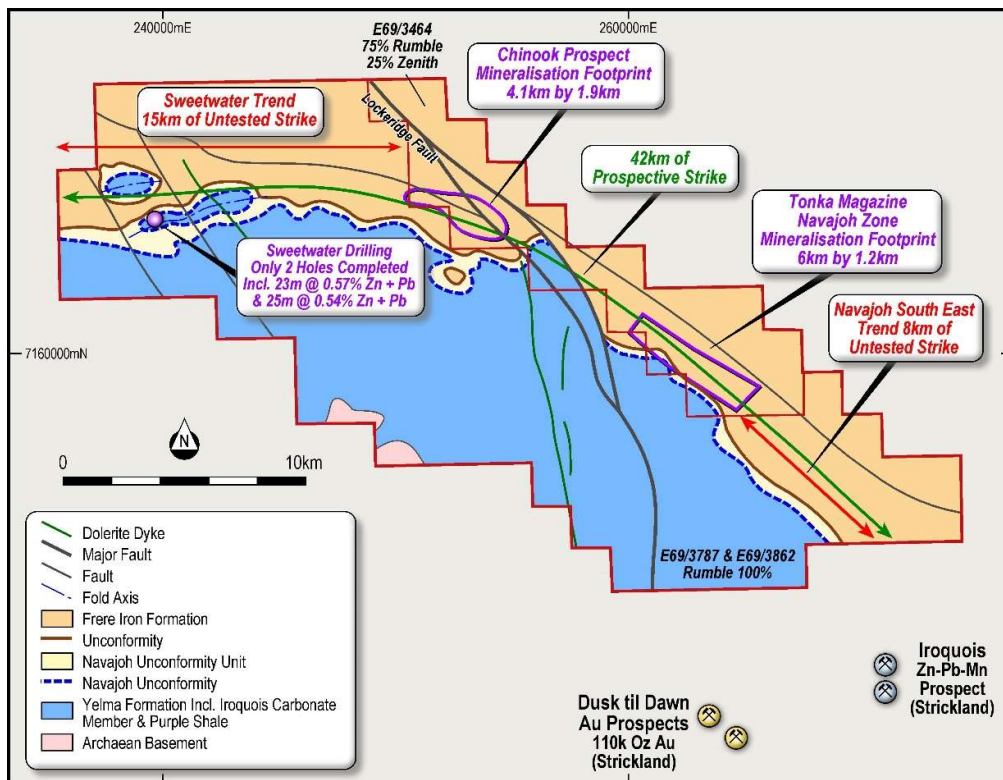 240000mE
260000mE
E69/3464
75% Rumble
25% Zenith
Chinook Prospect
Mineralisation Footprint
4.1km by 1.9km
Sweetwater Trend
15km of Untested Strike
Lockeridge Fault
42km of
Prospective Strike
Tonka Magazine
Navajoh Zone
Mineralisation Footprint
6km by 1.2km
Sweetwater Drilling
Only 2 Holes Completed
Incl. 23m @ 0.57% Zn + Pb
& 25m @ 0.54% Zn + Pb
Navajoh South East
Trend 8km of
Untested Strike
7160000mN
N
0
10km
Dolerite Dyke
Major Fault
Fault
Fold Axis
Frere Iron Formation
Unconformity
Navajoh Unconformity Unit
Navajoh Unconformity
Yelma Formation Incl. Iroquois Carbonate
Member & Purple Shale
Archaean Basement
E69/3787 & E69/3862
Rumble 100%
Iroquois
Zn-Pb-Mn
Prospect
(Strickland)
Dusk til Dawn
Au Prospects
110k Oz Au
(Strickland)